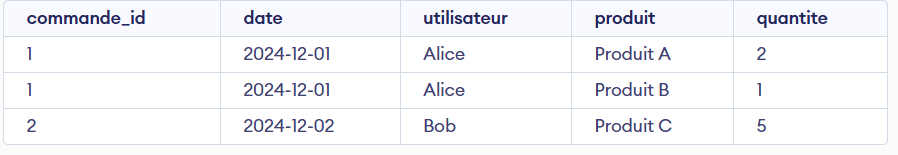 commande_id date utilisateur produit quantite
1 2024-12-01 Alice Produit A 2
1 2024-12-01 Alice Produit B 1
2 2024-12-02 Bob Produit C 5